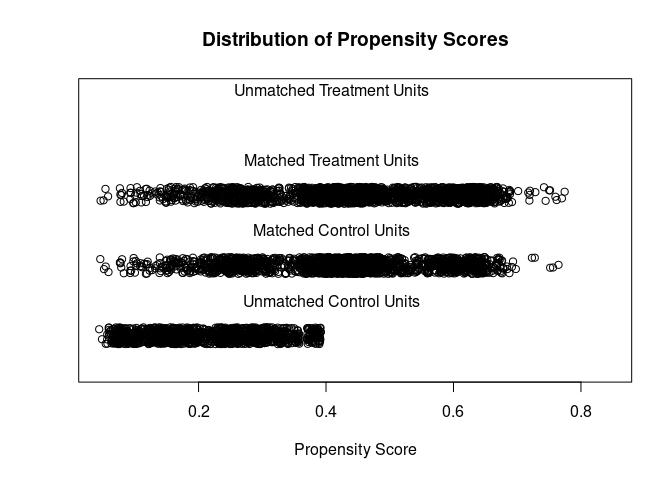 Distribution of Propensity Scores
Unmatched Treatment Units
Matched Treatment Units
Matched Control Units
Unmatched Control Units
0.2 0.4 0.6 0.8
Propensity Score